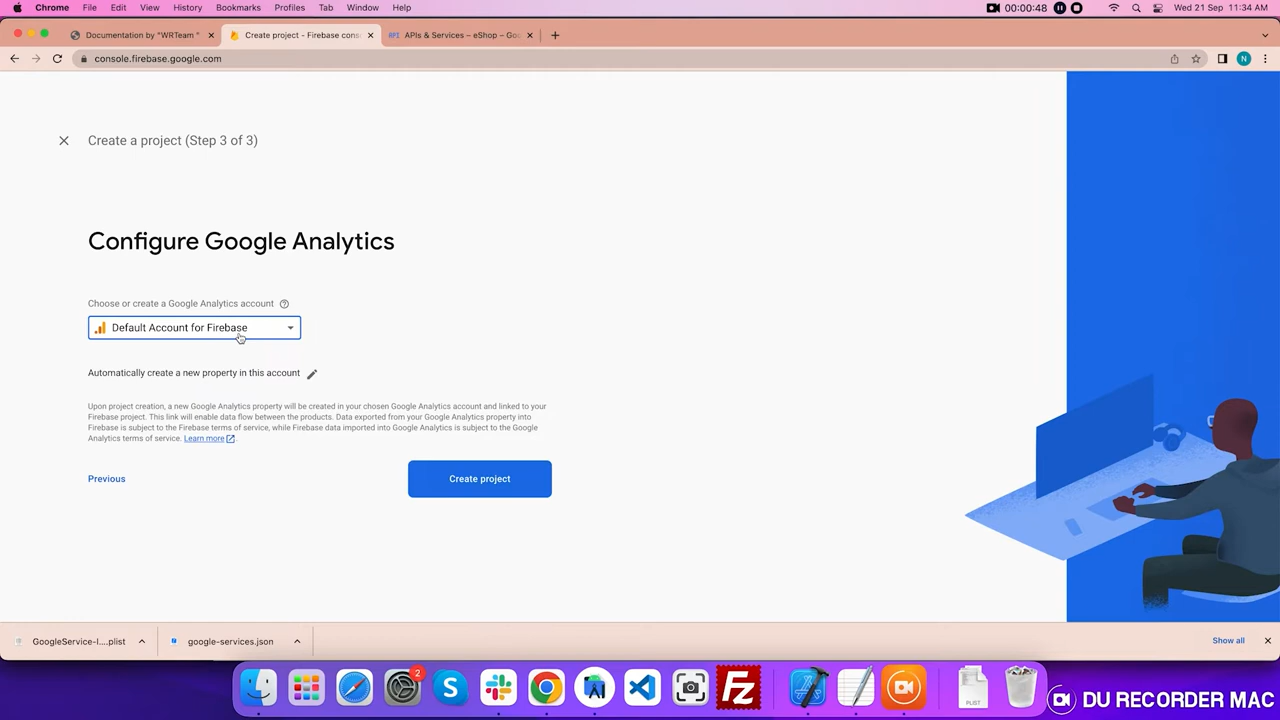 Chrome File Edit View History Bookmarks Profiles Tab Window Help 00:00:48 Wed 21 Sep 11:34 AM
Documentation by "WRTeam " Create project - Firebase cons APIs & Services – eShop – Goo
console.firebase.google.com N
Create a project (Step 3 of 3)
Configure Google Analytics
Choose or create a Google Analytics account
Default Account for Firebase
Automatically create a new property in this account
Upon project creation, a new Google Analytics property will be created in your chosen Google Analytics account and linked to your
Firebase project. This link will enable data flow between the products. Data exported from your Google Analytics property into
Firebase is subject to the Firebase terms of service, while Firebase data imported into Google Analytics is subject to the Google
Analytics terms of service. Learn more
Previous Create project
GoogleService-I....plist google-services.json Show all
2
PLIST
DU RECORDER MAC